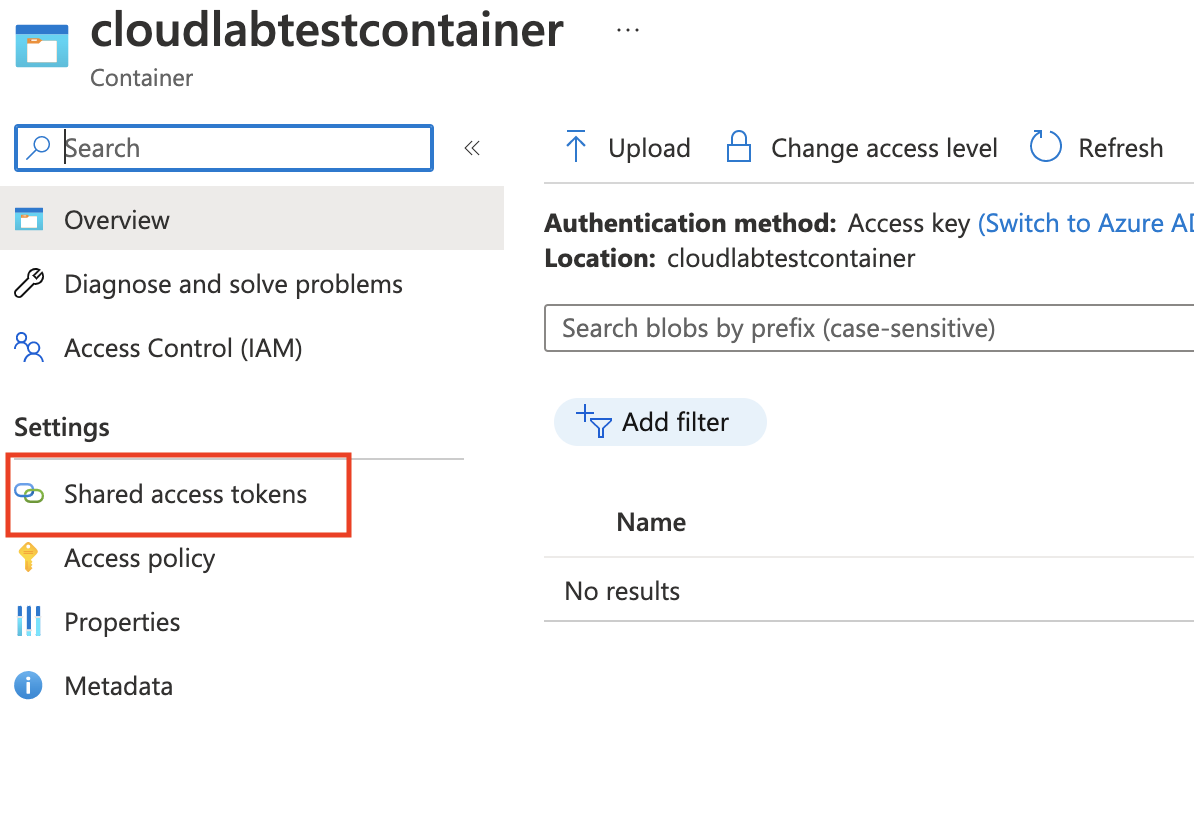 cloudlabtestcontainer ...
Container
Search «
Overview
Diagnose and solve problems
Access Control (IAM)
Settings
Shared access tokens
Access policy
Properties
Metadata
Upload Change access level Refresh
Authentication method: Access key (Switch to Azure AD
Location: cloudlabtestcontainer
Search blobs by prefix (case-sensitive)
Add filter
Name
No results